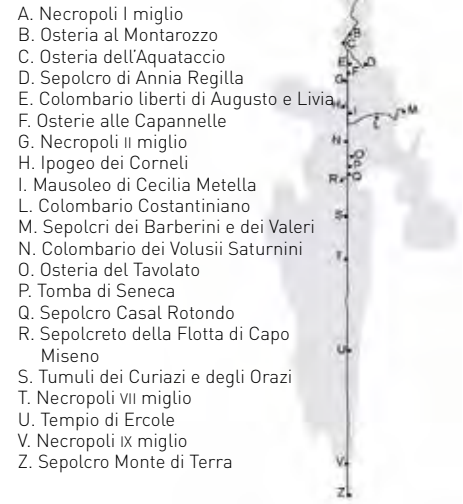 A. Necropoli I miglio
B. Osteria al Montarozzo
C. Osteria dell'Aquataccio
D. Sepolcro di Annia Regilla
E. Colombario liberti di Augusto e Livia
F. Osterie alle Capannelle
G. Necropoli II miglio
H. Ipogeo dei Corneli
I. Mausoleo di Cecilia Metella
L. Colombario Costantiniano
M. Sepolcri dei Barberini e dei Valeri
N. Colombario dei Volusii Saturnini
O. Osteria del Tavolato
P. Tomba di Seneca
Q. Sepolcro Casal Rotondo
R. Sepolcreto della Flotta di Capo
Miseno
S. Tumuli dei Curiazi e degli Orazi
T. Necropoli VII miglio
U. Tempio di Ercole
V. Necropoli IX miglio
Z. Sepolcro Monte di Terra
B
C
E
D
F
G
H
I
M
L
N
O
P
R
Q
S
T
U
V
Z